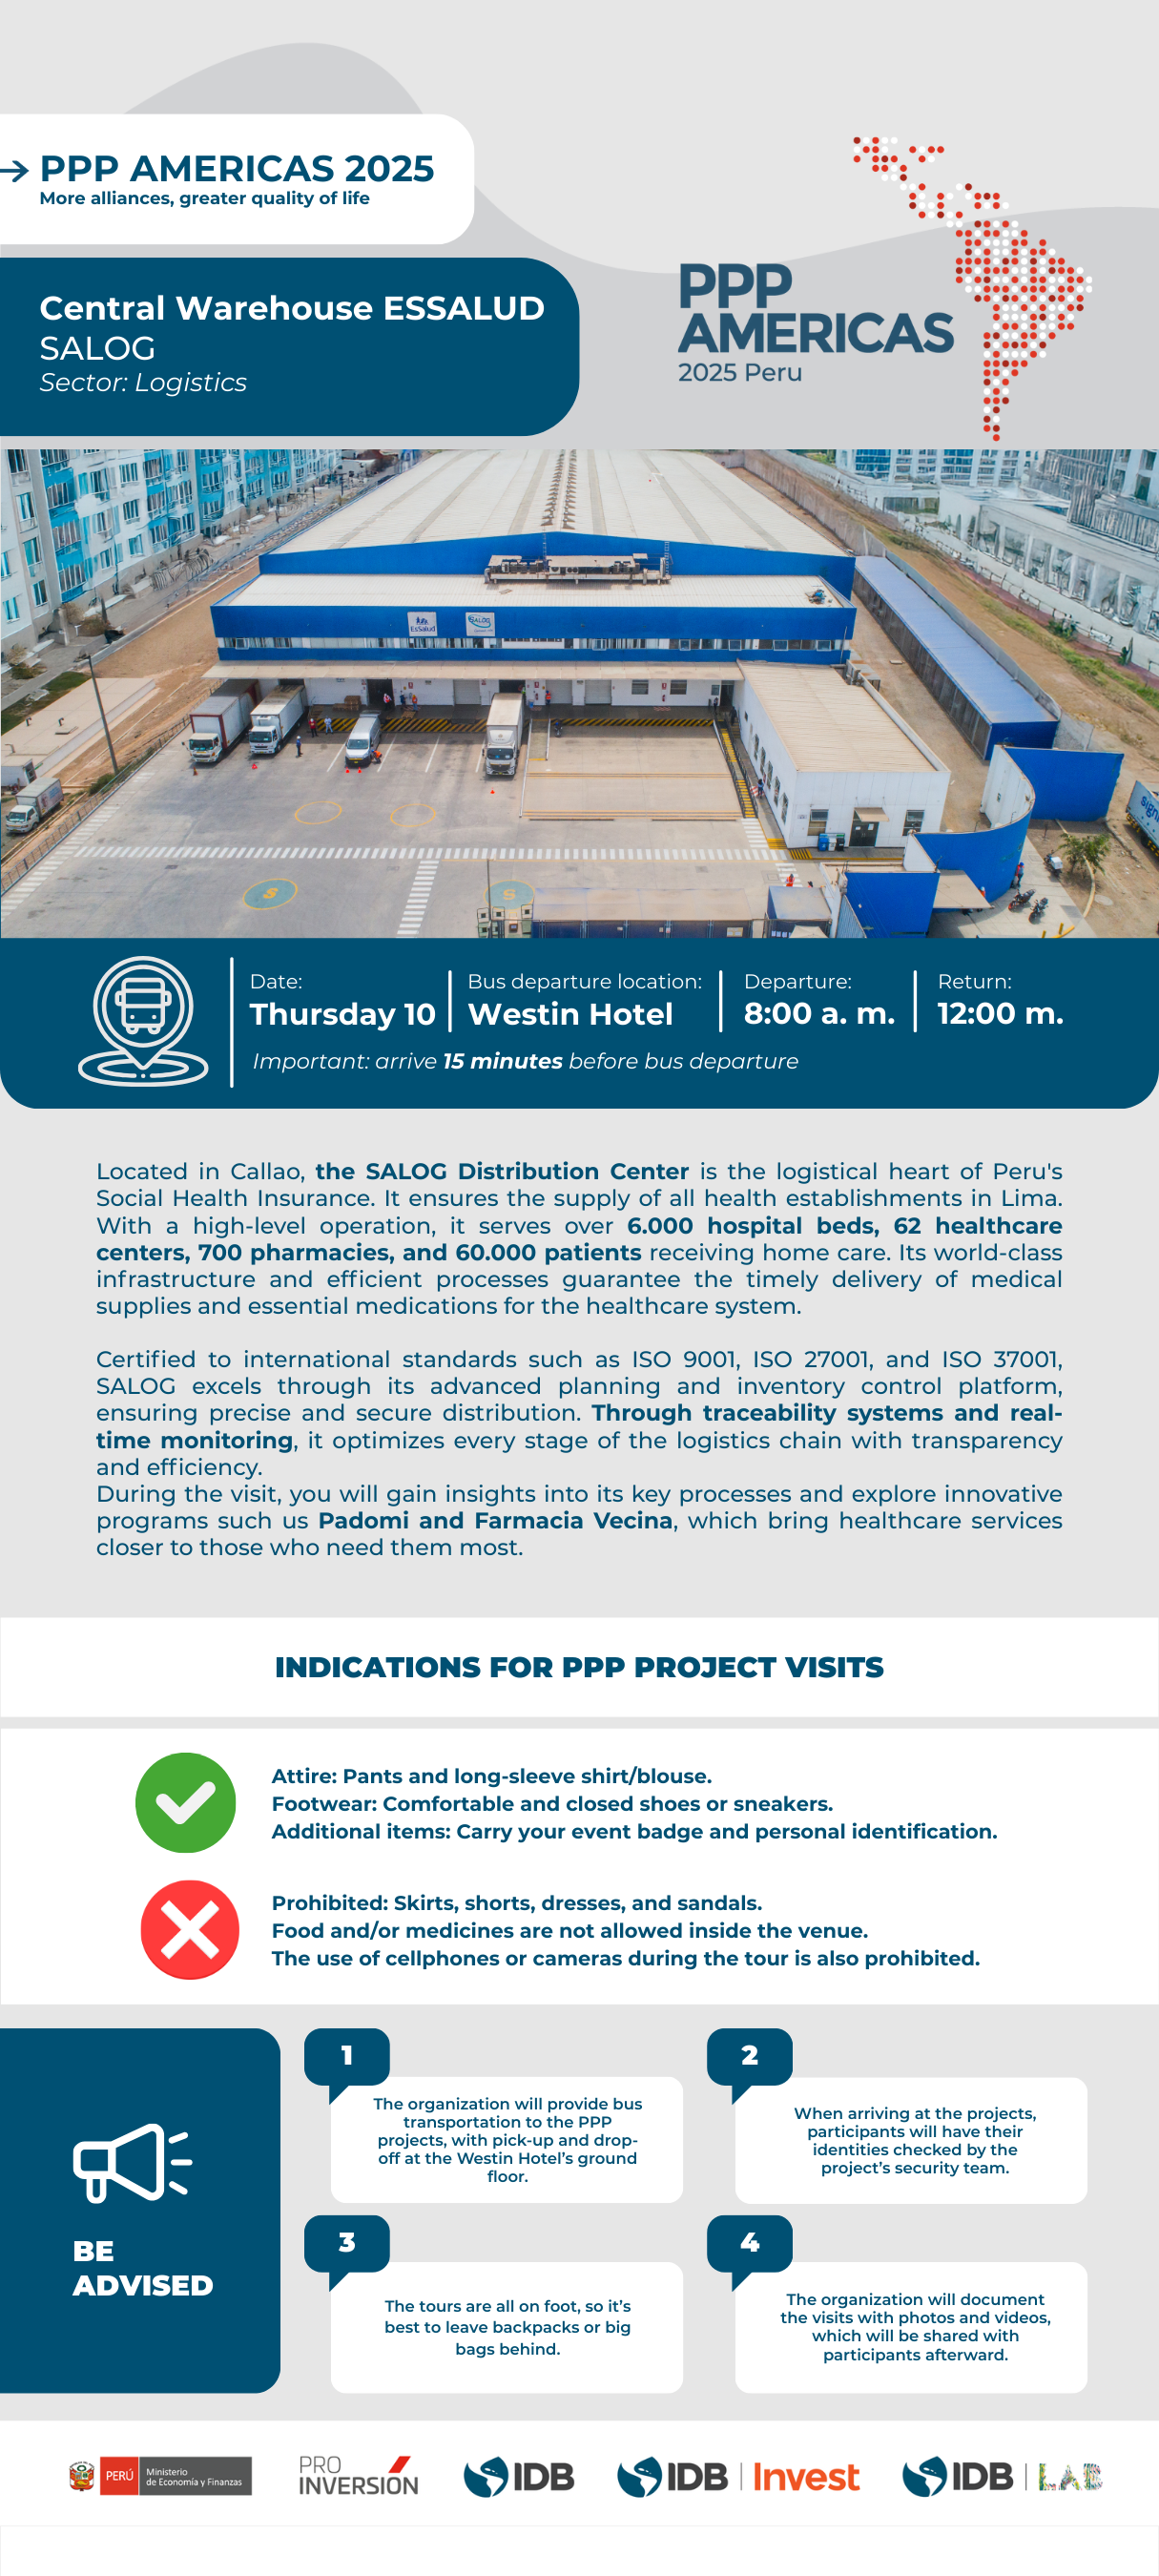 PPP AMERICAS 2025
More alliances, greater quality of life
Central Warehouse ESSALUD
SALOG
Sector: Logistics
PPP
AMERICAS
2025 Peru
EsSalud
SALOG
S
S
Date:
Thursday 10
Bus departure location:
Westin Hotel
Departure:
8:00 a. m.
Return:
12:00 m.
Important: arrive 15 minutes before bus departure
Located in Callao, the SALOG Distribution Center is the logistical heart of Peru's
Social Health Insurance. It ensures the supply of all health establishments in Lima.
With a high-level operation, it serves over 6.000 hospital beds, 62 healthcare
centers, 700 pharmacies, and 60.000 patients receiving home care. Its world-class
infrastructure and efficient processes guarantee the timely delivery of medical
supplies and essential medications for the healthcare system.
Certified to international standards such as ISO 9001, ISO 27001, and ISO 37001,
SALOG excels through its advanced planning and inventory control platform,
ensuring precise and secure distribution. Through traceability systems and real-
time monitoring, it optimizes every stage of the logistics chain with transparency
and efficiency.
During the visit, you will gain insights into its key processes and explore innovative
programs such us Padomi and Farmacia Vecina, which bring healthcare services
closer to those who need them most.
INDICATIONS FOR PPP PROJECT VISITS
Attire: Pants and long-sleeve shirt/blouse.
Footwear: Comfortable and closed shoes or sneakers.
Additional items: Carry your event badge and personal identification.
Prohibited: Skirts, shorts, dresses, and sandals.
Food and/or medicines are not allowed inside the venue.
The use of cellphones or cameras during the tour is also prohibited.
BE
ADVISED
1
The organization will provide bus
transportation to the PPP
projects, with pick-up and drop-
off at the Westin Hotel's ground
floor.
2
When arriving at the projects,
participants will have their
identities checked by the
project's security team.
3
The tours are all on foot, so it's
best to leave backpacks or big
bags behind.
4
The organization will document
the visits with photos and videos,
which will be shared with
participants afterward.
PERÚ
Ministerio
de Economía y Finanzas
PRO
INVERSIÓN
IDB
IDB | Invest
IDB | LAB